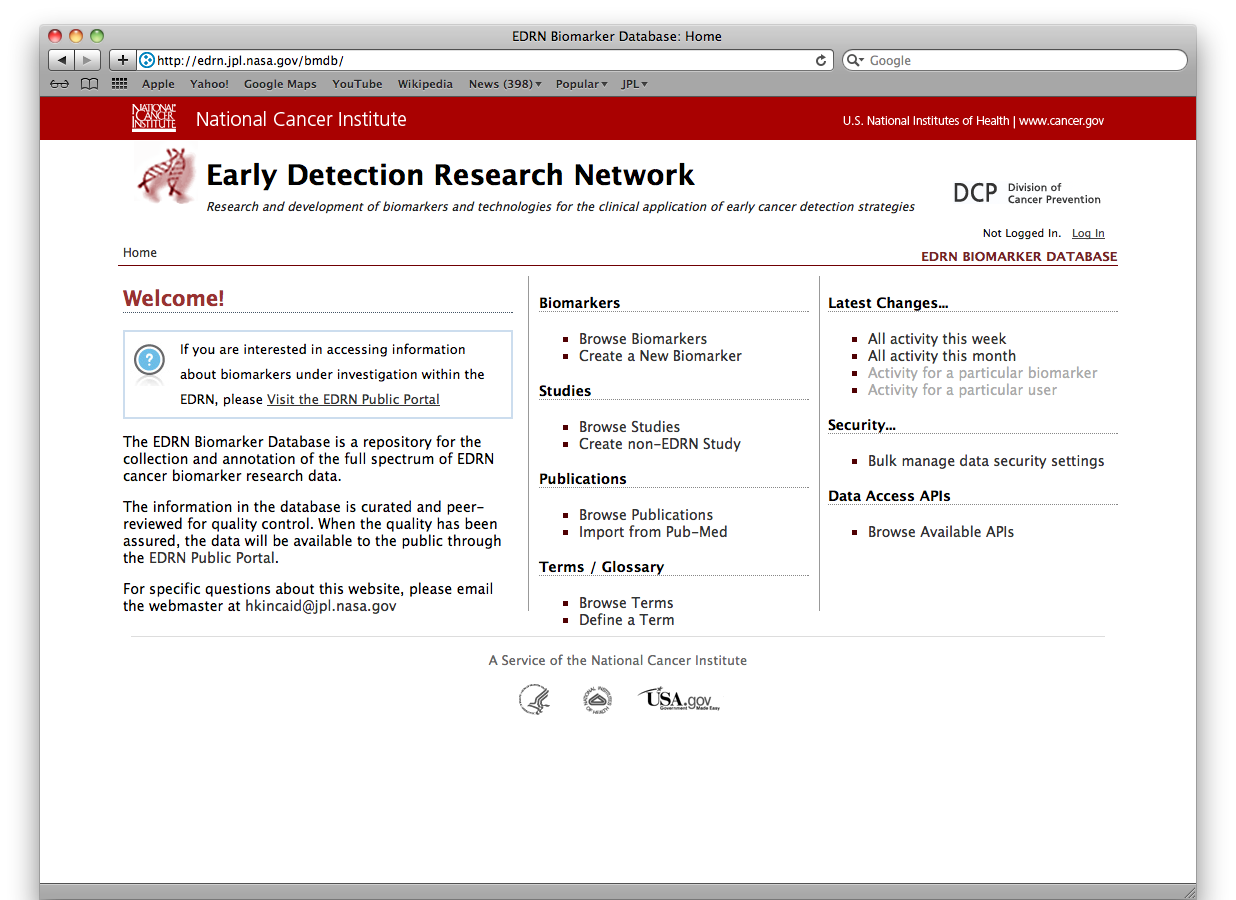 EDRN Biomarker Database: Home
http://edrn.jpl.nasa.gov/bmdb/
Google
Apple Yahoo! Google Maps YouTube Wikipedia News (398)▾ Popular▾ JPL▾
NATIONAL CANCER INSTITUTE
National Cancer Institute
U.S. National Institutes of Health | www.cancer.gov
Early Detection Research Network
Research and development of biomarkers and technologies for the clinical application of early cancer detection strategies
DCP Division of
Cancer Prevention
Not Logged In. Log In
Home
EDRN BIOMARKER DATABASE
Welcome!
If you are interested in accessing information
about biomarkers under investigation within the
EDRN, please Visit the EDRN Public Portal
The EDRN Biomarker Database is a repository for the
collection and annotation of the full spectrum of EDRN
cancer biomarker research data.
The information in the database is curated and peer-
reviewed for quality control. When the quality has been
assured, the data will be available to the public through
the EDRN Public Portal.
For specific questions about this website, please email
the webmaster at hkincaid@jpl.nasa.gov
Biomarkers
Browse Biomarkers
Create a New Biomarker
Studies
Browse Studies
Create non-EDRN Study
Publications
Browse Publications
Import from Pub-Med
Terms / Glossary
Browse Terms
Define a Term
Latest Changes...
All activity this week
All activity this month
Activity for a particular biomarker
Activity for a particular user
Security...
Bulk manage data security settings
Data Access APIs
Browse Available APIs
A Service of the National Cancer Institute
NATIONAL INSTITUTES OF HEALTH
USA.gov
Government Made Easy